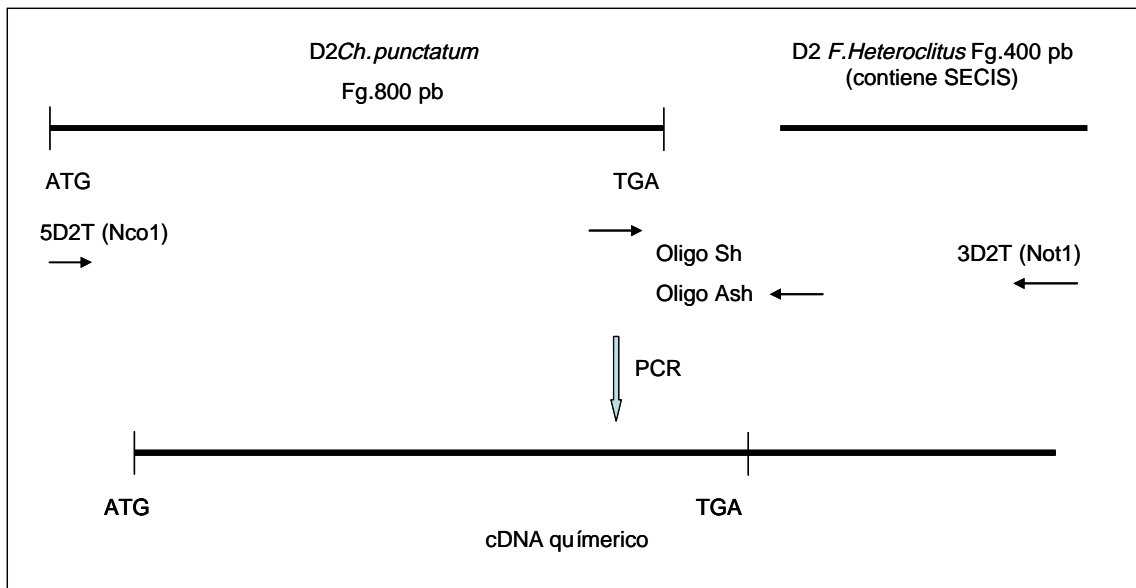 D2Ch.punctatum
Fg.800 pb
D2 F.Heteroclitus Fg.400 pb
(contiene SECIS)
ATG
TGA
5D2T (Nco1)
Oligo Sh
3D2T (Not1)
Oligo Ash
PCR
ATG
TGA
cDNA químerico